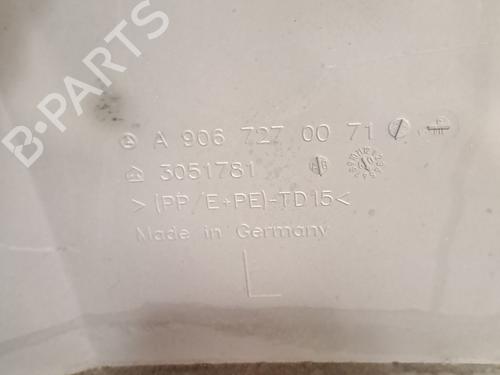 B-PARTS
A 906 727 00 71
3051781
>(PP/E+PE)-TD15<
Made in Germany
L